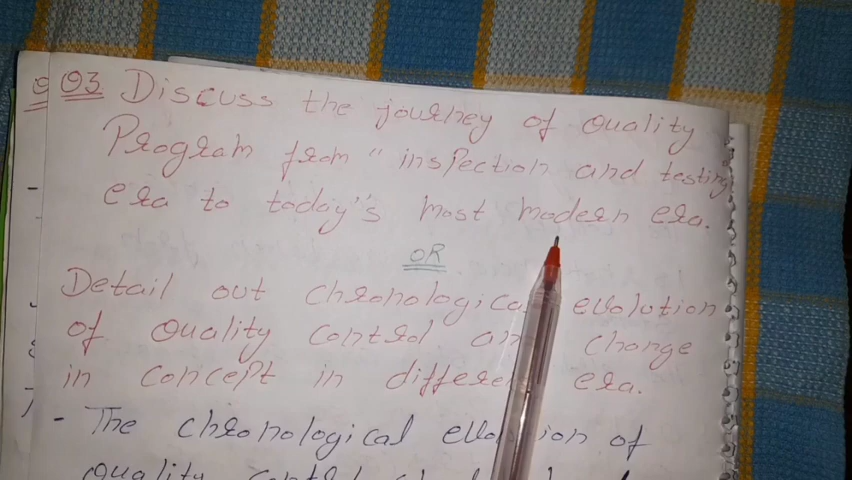 Q3 Discuss the journey of Quality
Program from "inspection and testing
era to today's most modern era.
OR
Detail out chronological evolution
of Quality control and change
in concept in different era.
- The chronological evolution of
quality